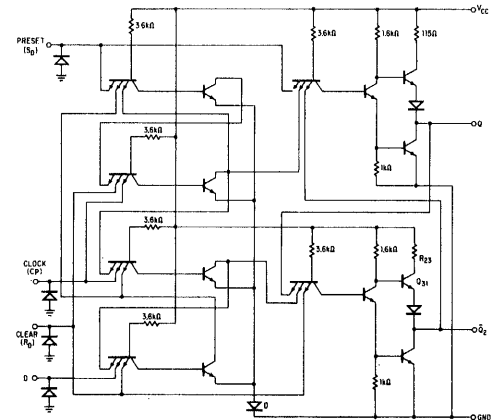 VCC
3.6kΩ
3.6kΩ
1.6kΩ
115Ω
PRESET
(SD)
Q
3.6kΩ
1kΩ
3.6kΩ
3.6kΩ
1.6kΩ
R23
CLOCK
(CP)
Q31
3.6kΩ
CLEAR
(RD)
Q̄2
1kΩ
D
D
GND